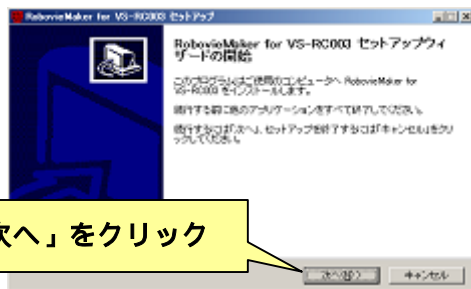 RobovieMaker for VS-RC003 セットアップ
RobovieMaker for VS-RC003 セットアップウィ
ザードの開始
このプログラムはご使用のコンピュータへ RobovieMaker for
VS-RC003 をインストールします。
続行する前に他のアプリケーションをすべて終了してください。
続行するには「次へ」、セットアップを終了するには「キャンセル」をクリ
ックしてください。
次へ」をクリック
次へ(N) >
キャンセル